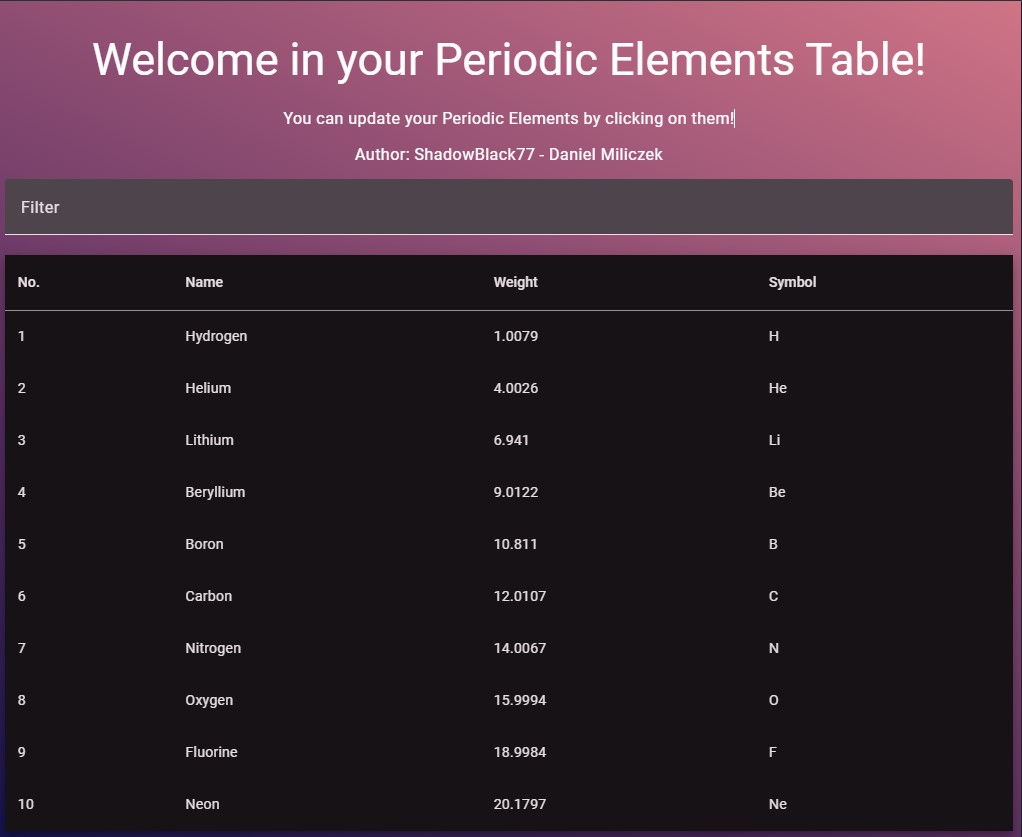 Welcome in your Periodic Elements Table!
You can update your Periodic Elements by clicking on them!
Author: ShadowBlack77 - Daniel Miliczek
Filter
No. Name Weight Symbol
1 Hydrogen 1.0079 H
2 Helium 4.0026 He
3 Lithium 6.941 Li
4 Beryllium 9.0122 Be
5 Boron 10.811 B
6 Carbon 12.0107 C
7 Nitrogen 14.0067 N
8 Oxygen 15.9994 O
9 Fluorine 18.9984 F
10 Neon 20.1797 Ne